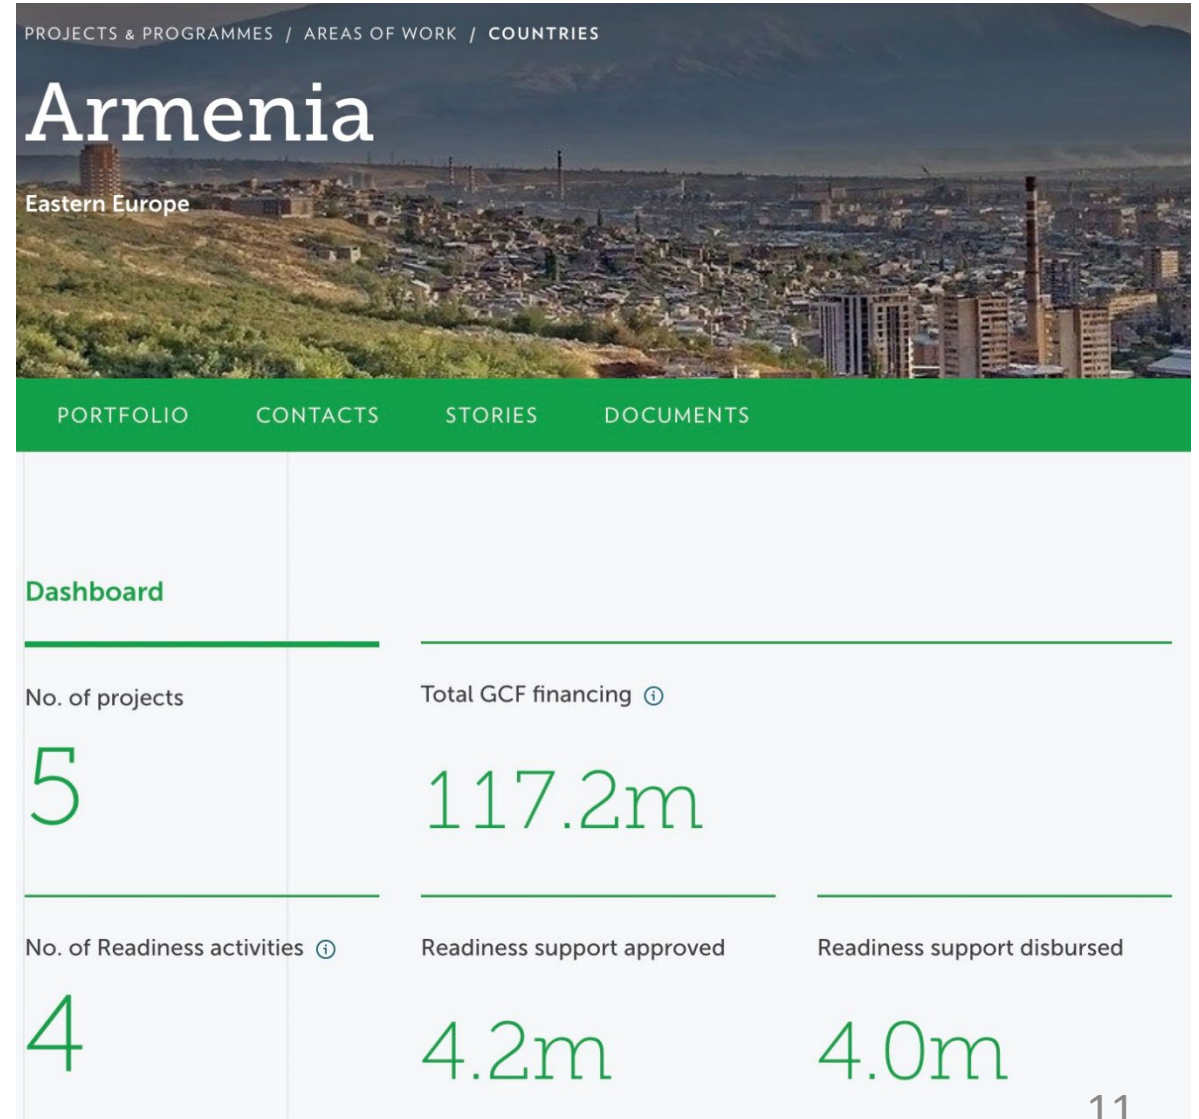 PROJECTS & PROGRAMMES / AREAS OF WORK / COUNTRIES
Armenia
Eastern Europe
PORTFOLIO CONTACTS STORIES DOCUMENTS
Dashboard
No. of projects
5
Total GCF financing
117.2m
No. of Readiness activities
4
Readiness support approved
4.2m
Readiness support disbursed
4.0m
11